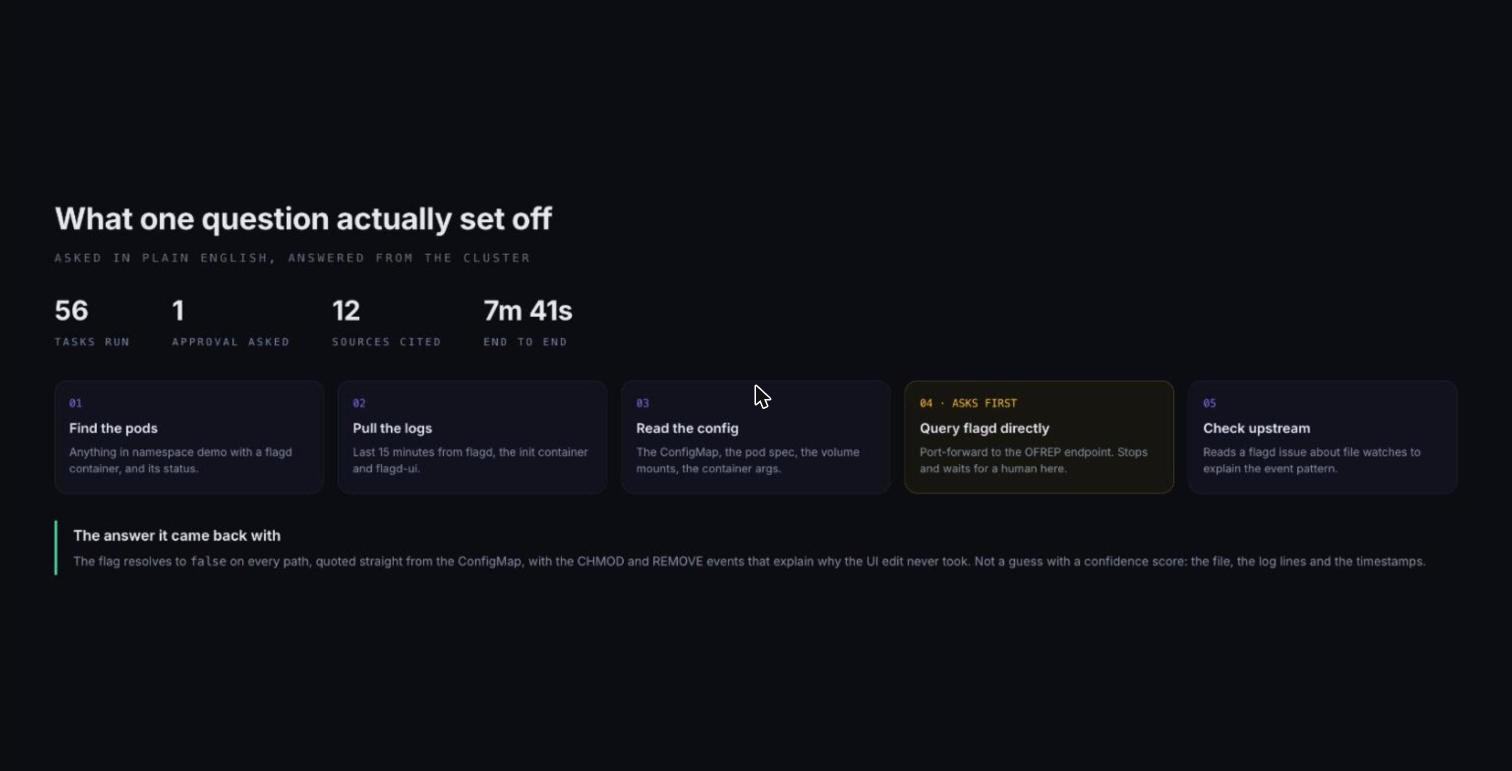 What one question actually set off
ASKED IN PLAIN ENGLISH, ANSWERED FROM THE CLUSTER
56
TASKS RUN
1
APPROVAL ASKED
12
SOURCES CITED
7m 41s
END TO END
01
Find the pods
Anything in namespace demo with a flagd
container, and its status.
02
Pull the logs
Last 15 minutes from flagd, the init container
and flagd-ui.
03
Read the config
The ConfigMap, the pod spec, the volume
mounts, the container args.
04 · ASKS FIRST
Query flagd directly
Port-forward to the OFREP endpoint. Stops
and waits for a human here.
05
Check upstream
Reads a flagd issue about file watches to
explain the event pattern.
The answer it came back with
The flag resolves to false on every path, quoted straight from the ConfigMap, with the CHMOD and REMOVE events that explain why the UI edit never took. Not a guess with a confidence score: the file, the log lines and the timestamps.